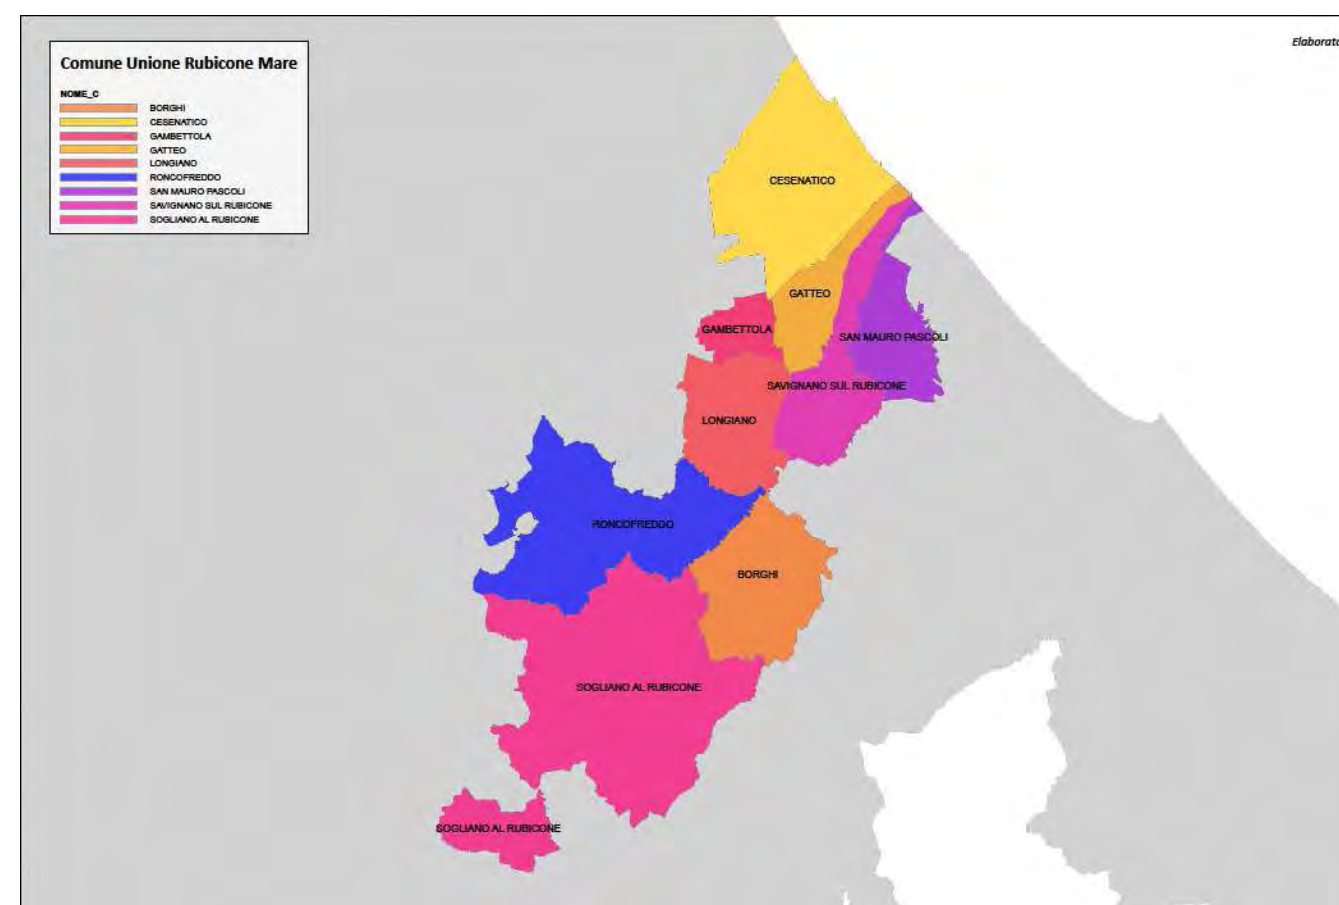 Comune Unione Rubicone Mare
NOME_C
BORGHI
CESENATICO
GAMBETTOLA
GATTEO
LONGIANO
RONCOFREDDO
SAN MAURO PASCOLI
SAVIGNANO SUL RUBICONE
SOGLIANO AL RUBICONE
Elaborato
CESENATICO
GATTEO
GAMBETTOLA
SAN MAURO PASCOLI
SAVIGNANO SUL RUBICONE
LONGIANO
RONCOFREDDO
BORGHI
SOGLIANO AL RUBICONE
SOGLIANO AL RUBICONE